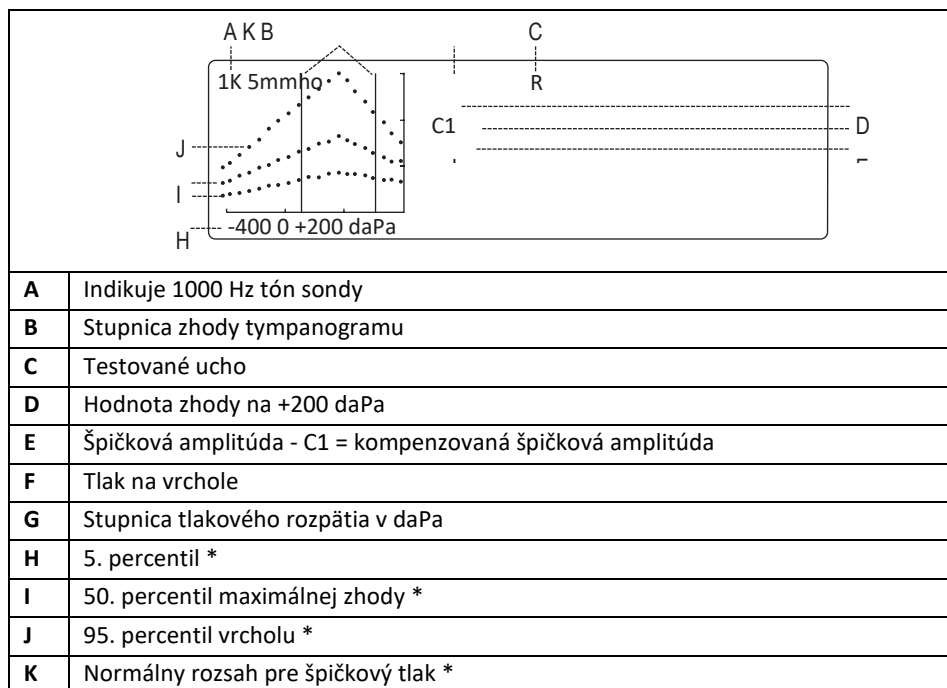 A K B C
1K 5mmho R
C1 D
J
I
H -400 0 +200 daPa
A Indikuje 1000 Hz tón sondy
B Stupnica zhody tympanogramu
C Testované ucho
D Hodnota zhody na +200 daPa
E Špičková amplitúda - C1 = kompenzovaná špičková amplitúda
F Tlak na vrchole
G Stupnica tlakového rozpätia v daPa
H 5. percentil *
I 50. percentil maximálnej zhody *
J 95. percentil vrcholu *
K Normálny rozsah pre špičkový tlak *